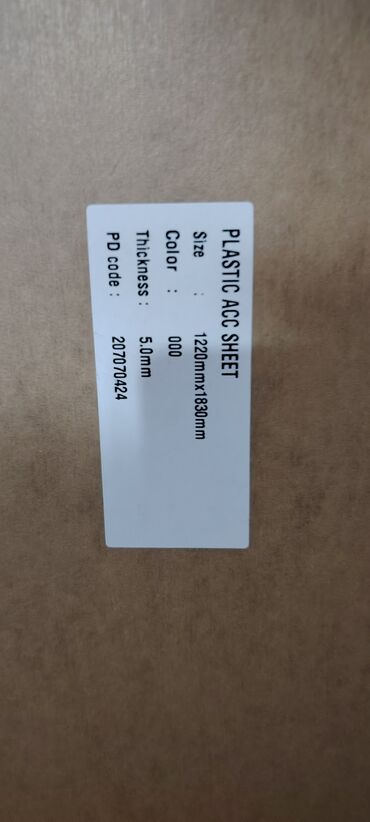 PLASTIC ACC SHEET
Size : 1220mmx1830mm
Color : 000
Thickness : 5.0mm
PD code : 207070424